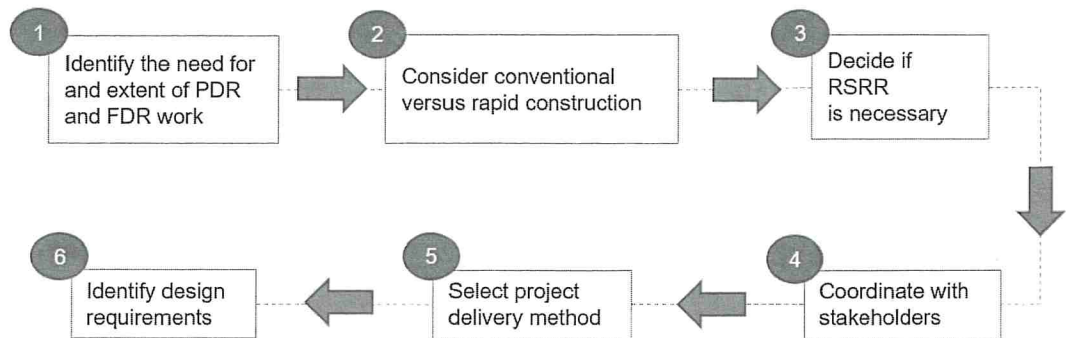 1
Identify the need for
and extent of PDR
and FDR work
2
Consider conventional
versus rapid construction
3
Decide if
RSRR
is necessary
4
Coordinate with
stakeholders
5
Select project
delivery method
6
Identify design
requirements